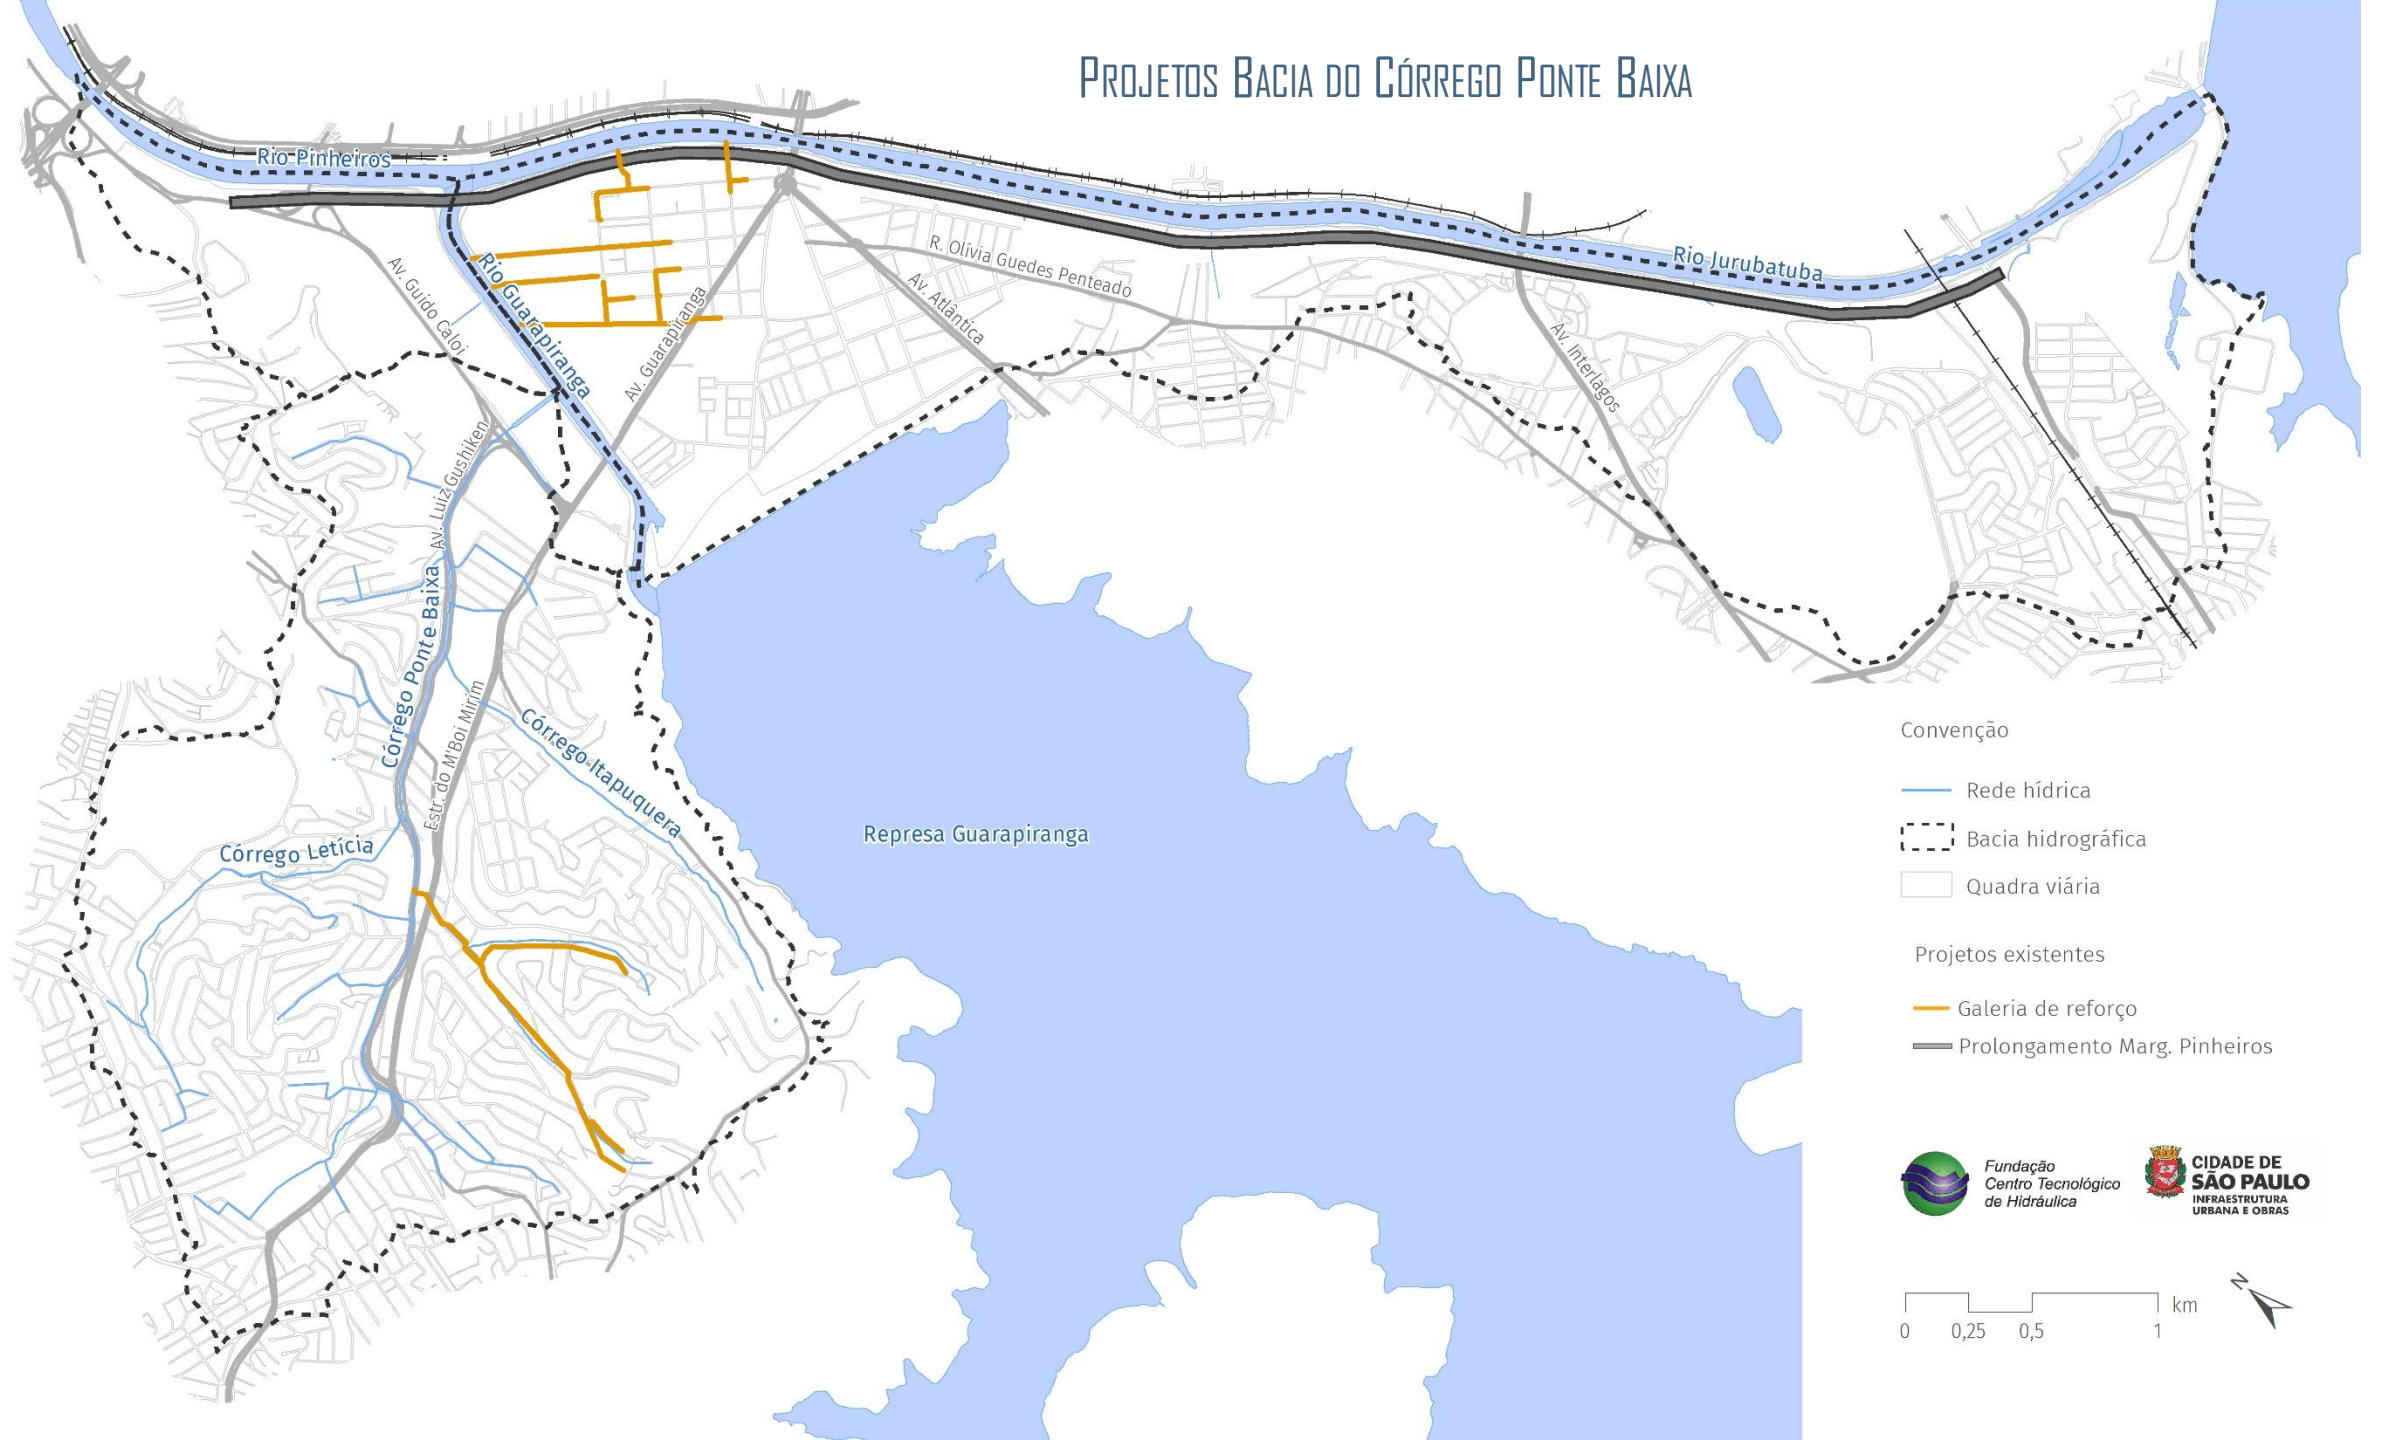 PROJETOS BACIA DO CÓRREGO PONTE BAIXA
Rio Pinheiros
Rio Guarapiranga
Av. Guido Caloi
Av. Guarapiranga
R. Olívia Guedes Penteado
Av. Atlântica
Rio Jurubatuba
Av. Interlagos
Av. Luiz Gushiken
Córrego Ponte Baixa
Estr. do M'Boi Mirim
Córrego Itapuquera
Córrego Letícia
Represa Guarapiranga
Convenção
Rede hídrica
Bacia hidrográfica
Quadra viária
Projetos existentes
Galeria de reforço
Prolongamento Marg. Pinheiros
Fundação
Centro Tecnológico
de Hidráulica
CIDADE DE
SÃO PAULO
INFRAESTRUTURA
URBANA E OBRAS
N
km
0 0,25 0,5 1